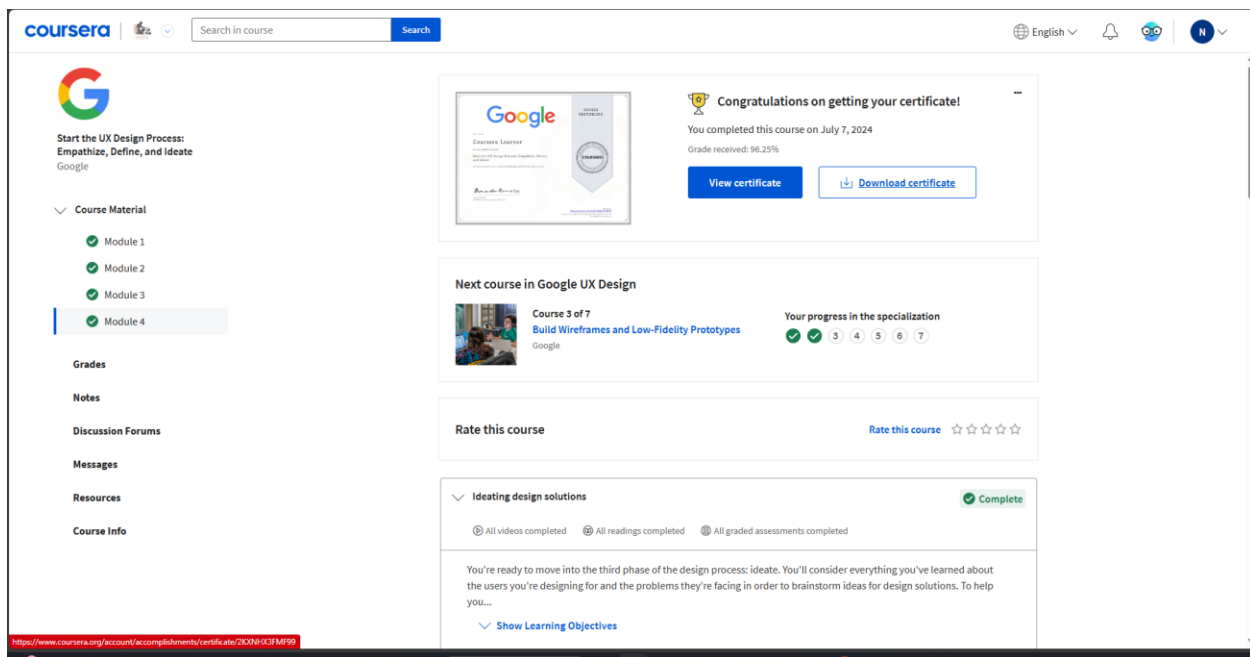 coursera
Search in course
Search
English
N
Start the UX Design Process:
Empathize, Define, and Ideate
Google
Course Material
Module 1
Module 2
Module 3
Module 4
Grades
Notes
Discussion Forums
Messages
Resources
Course Info
Google
Coursera Learner
Congratulations on getting your certificate!
You completed this course on July 7, 2024
Grade received: 96.25%
View certificate
Download certificate
Next course in Google UX Design
Course 3 of 7
Build Wireframes and Low-Fidelity Prototypes
Google
Your progress in the specialization
3 4 5 6 7
Rate this course
Rate this course
Ideating design solutions
Complete
All videos completed All readings completed All graded assessments completed
You're ready to move into the third phase of the design process: ideate. You'll consider everything you've learned about
the users you're designing for and the problems they're facing in order to brainstorm ideas for design solutions. To help
you...
Show Learning Objectives
https://www.coursera.org/account/accomplishments/certificate/2KXNHX3FMF99